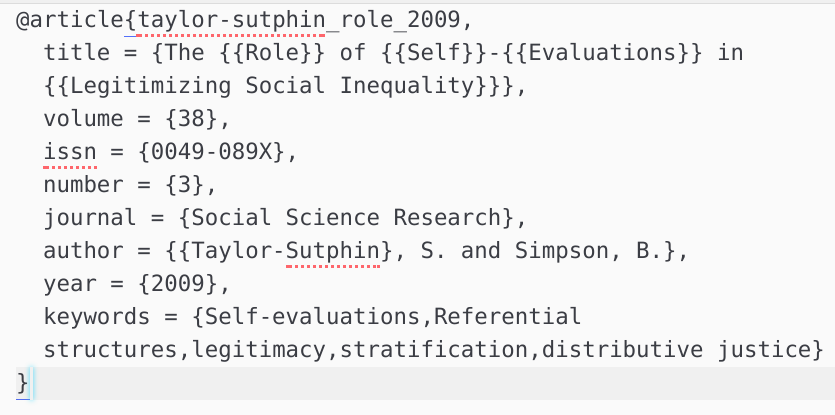 @article{taylor-sutphin_role_2009,
title = {The {{Role}} of {{Self}}-{{Evaluations}} in
{{Legitimizing Social Inequality}}},
volume = {38},
issn = {0049-089X},
number = {3},
journal = {Social Science Research},
author = {{Taylor-Sutphin}, S. and Simpson, B.},
year = {2009},
keywords = {Self-evaluations,Referential
structures,legitimacy,stratification,distributive justice}
}